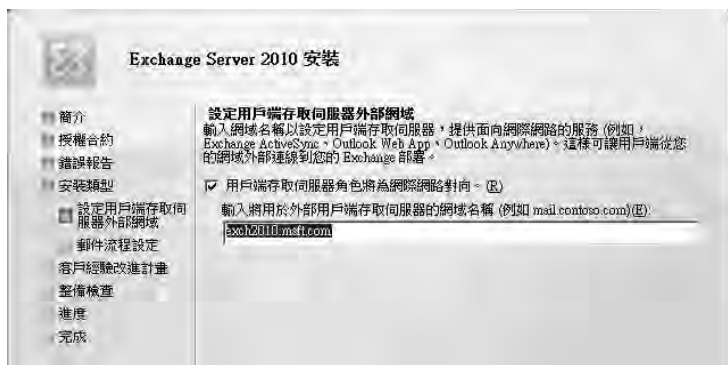 Exchange Server 2010 安裝
簡介
授權合約
錯誤報告
安裝類型
設定用戶端存取伺
服器外部網域
郵件流程設定
客戶經驗改進計畫
整備檢查
進度
完成
設定用戶端存取伺服器外部網域
輸入網域名稱以設定用戶端存取伺服器，提供面向網際網路的服務 (例如，
Exchange ActiveSync、Outlook Web App、Outlook Anywhere)。這樣可讓用戶端從您
的網域外部連線到您的 Exchange 部署。
用戶端存取伺服器角色將為網際網路對向。(R)
輸入將用於外部用戶端存取伺服器的網域名稱 (例如 mail.contoso.com)(E):
exch2010.msft.com